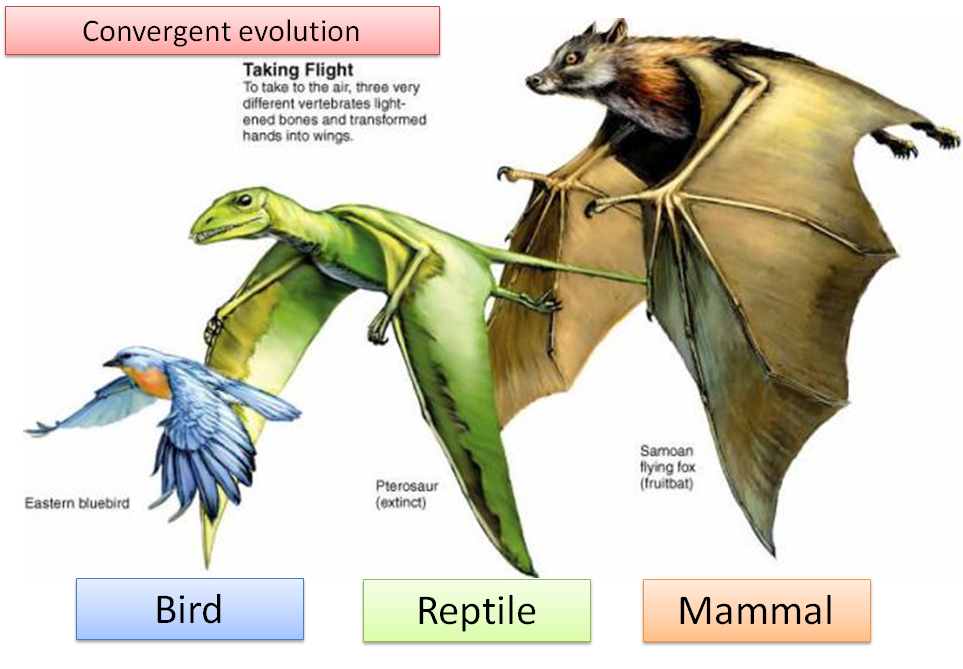 Convergent evolution
Taking Flight
To take to the air, three very
different vertebrates light-
ened bones and transformed
hands into wings.
Eastern bluebird
Pterosaur
(extinct)
Samoan
flying fox
(fruitbat)
Bird
Reptile
Mammal